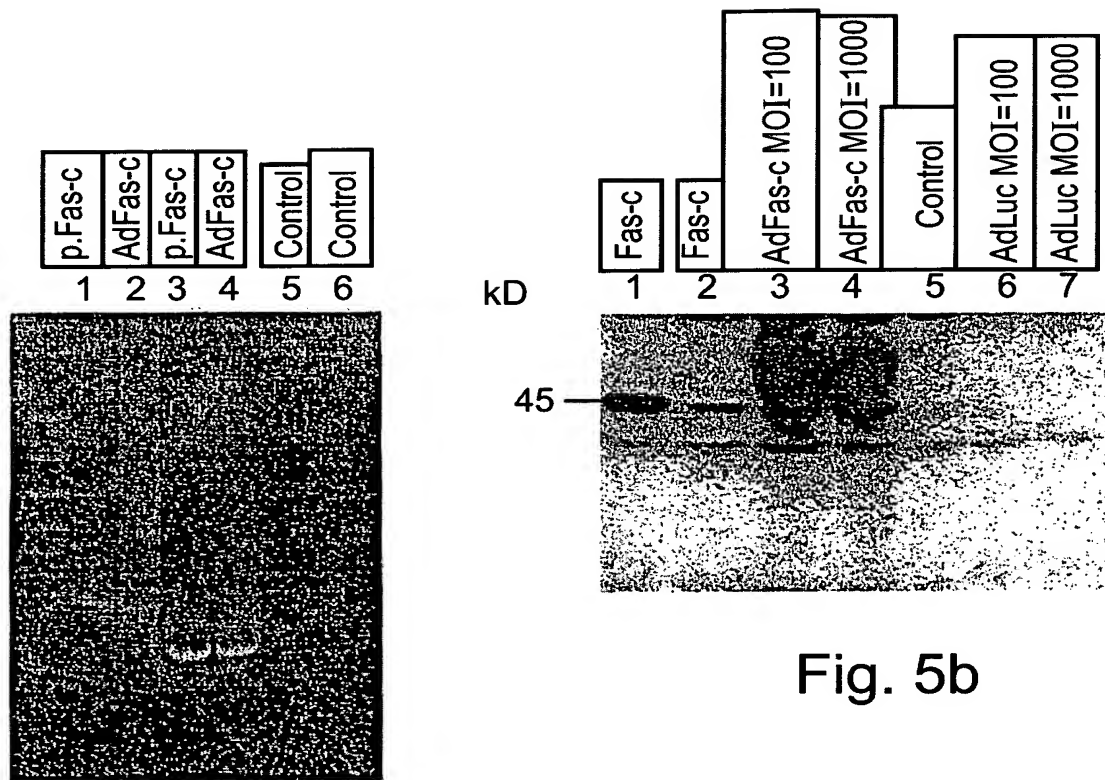 p.Fas-c
AdFas-c
p.Fas-c
AdFas-c
Control
Control
1 2 3 4 5 6
Fas-c
Fas-c
AdFas-c MOI=100
AdFas-c MOI=1000
Control
AdLuc MOI=100
AdLuc MOI=1000
kD
1 2 3 4 5 6 7
45
Fig. 5b